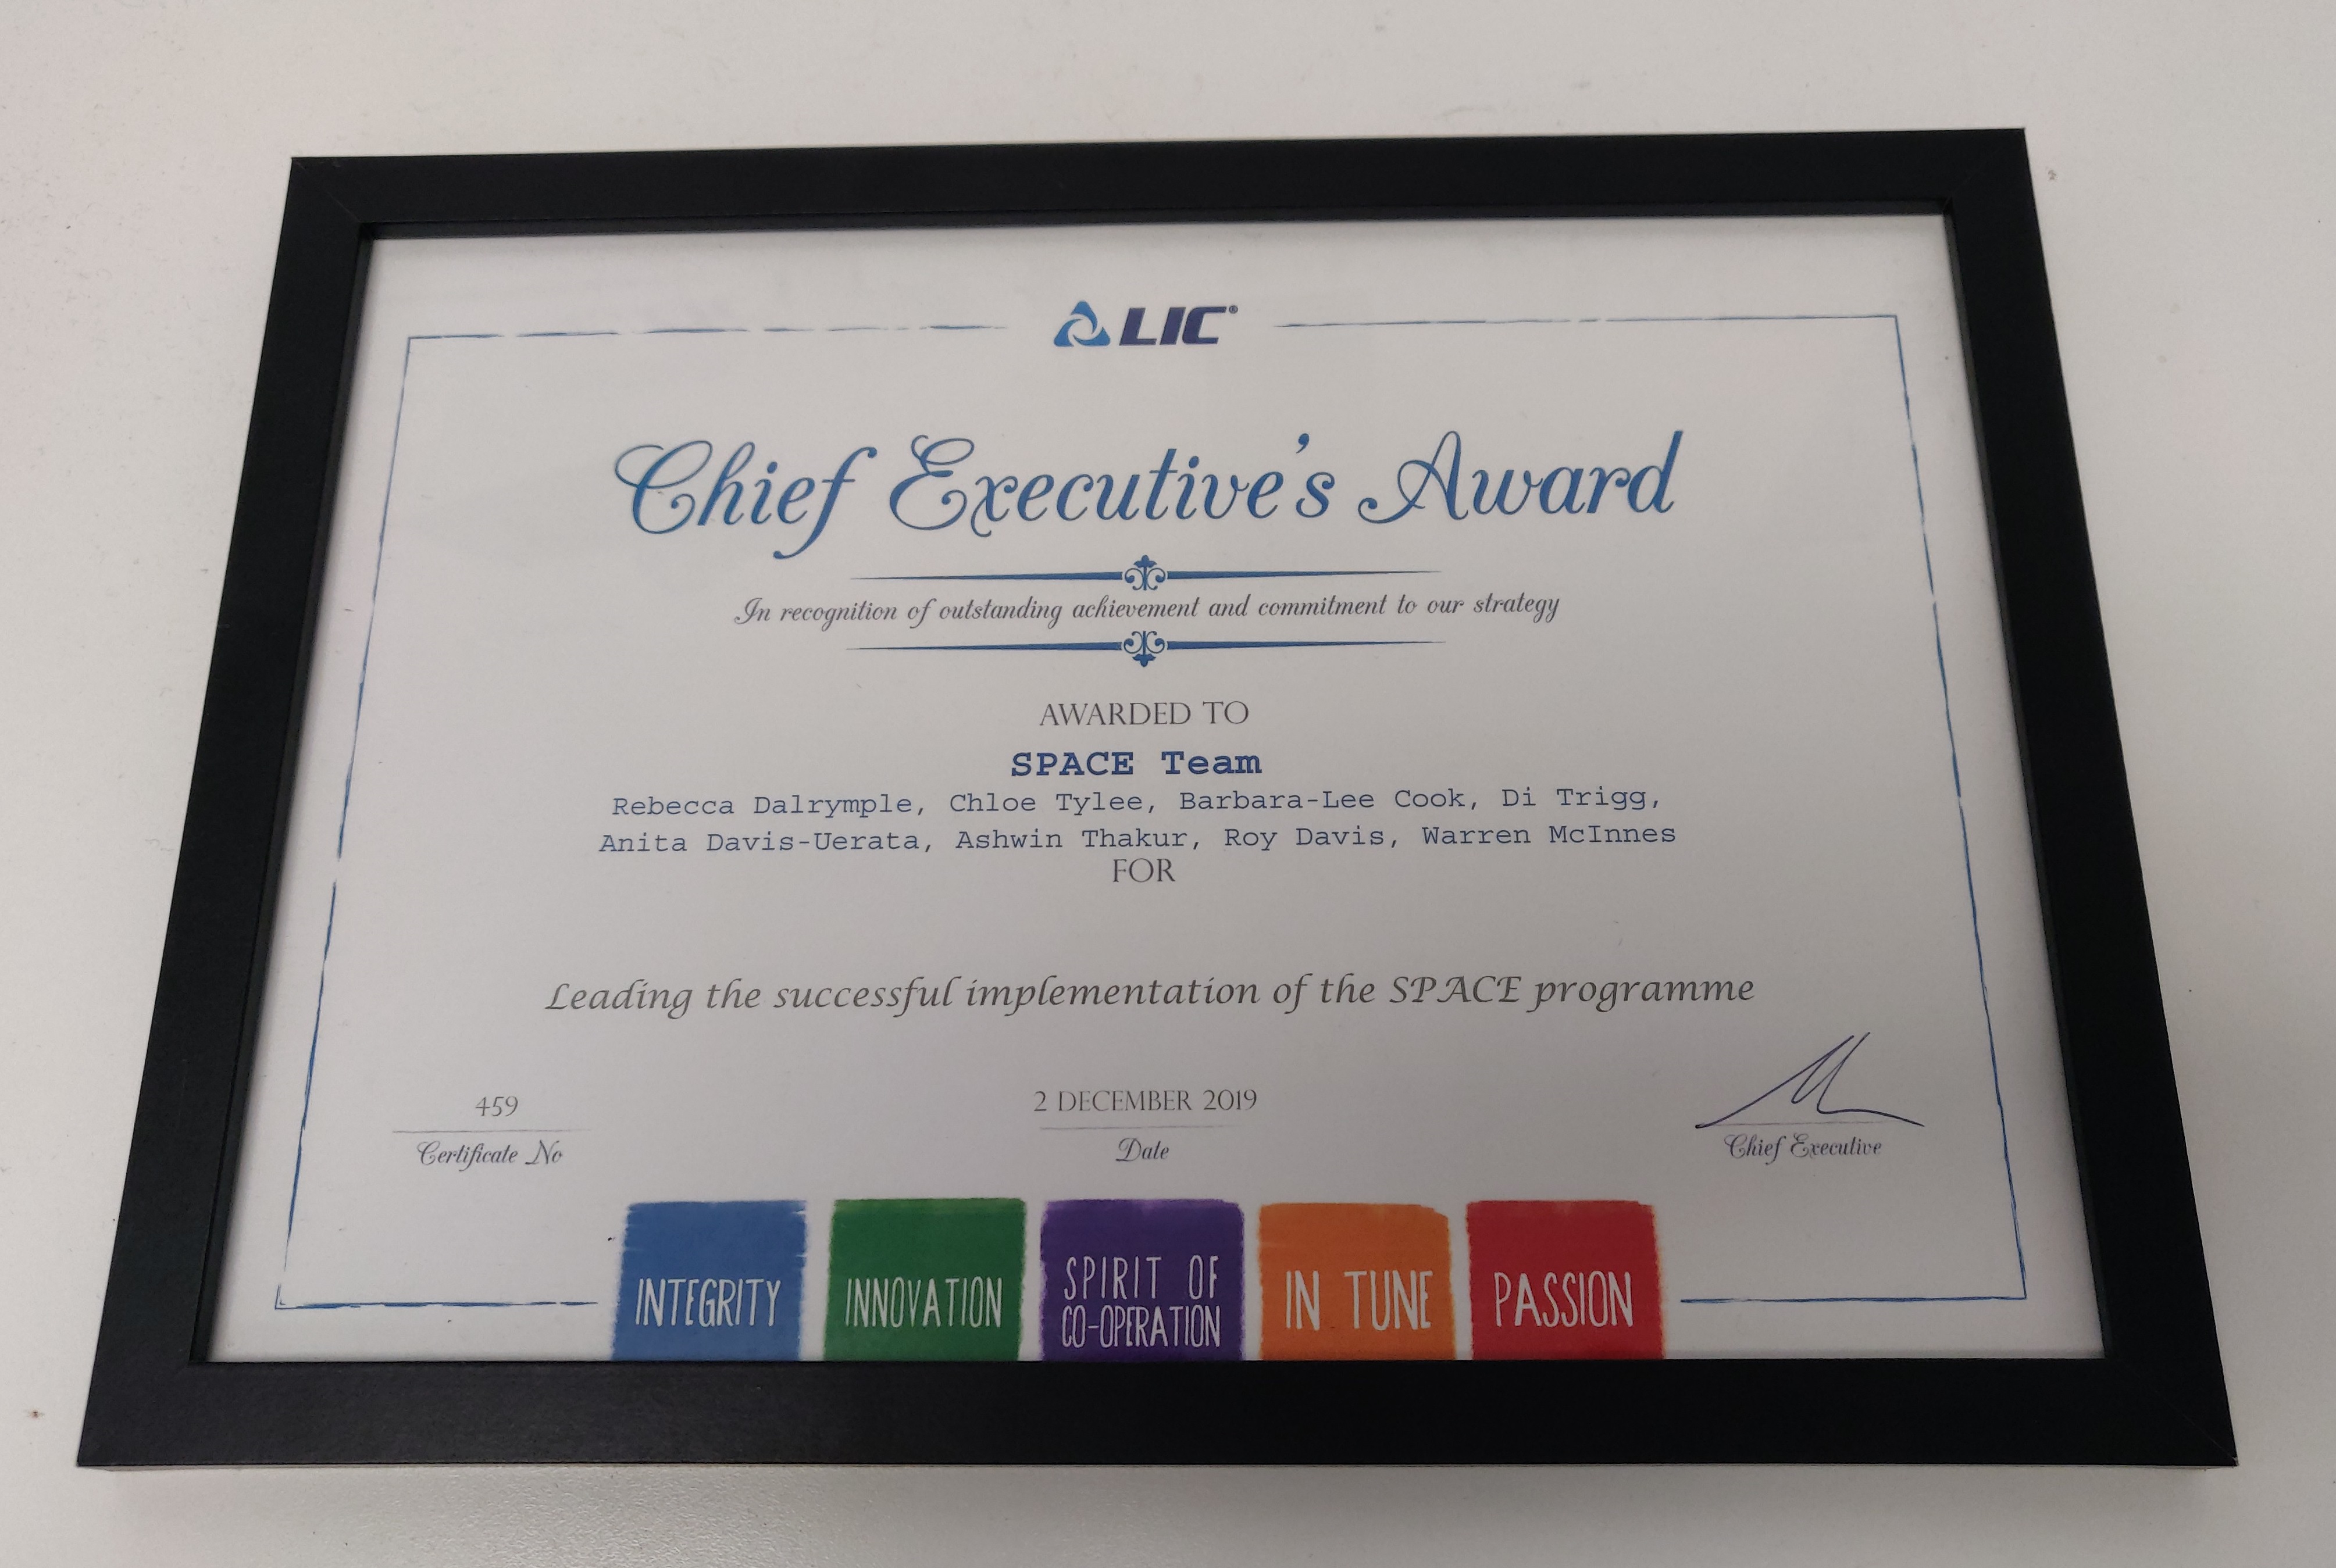 LIC®
Chief Executive's Award
In recognition of outstanding achievement and commitment to our strategy
AWARDED TO
SPACE Team
Rebecca Dalrymple, Chloe Tylee, Barbara-Lee Cook, Di Trigg,
Anita Davis-Uerata, Ashwin Thakur, Roy Davis, Warren McInnes
FOR
Leading the successful implementation of the SPACE programme
459
Certificate No
2 DECEMBER 2019
Date
Chief Executive
INTEGRITY
INNOVATION
SPIRIT OF
CO-OPERATION
IN TUNE
PASSION